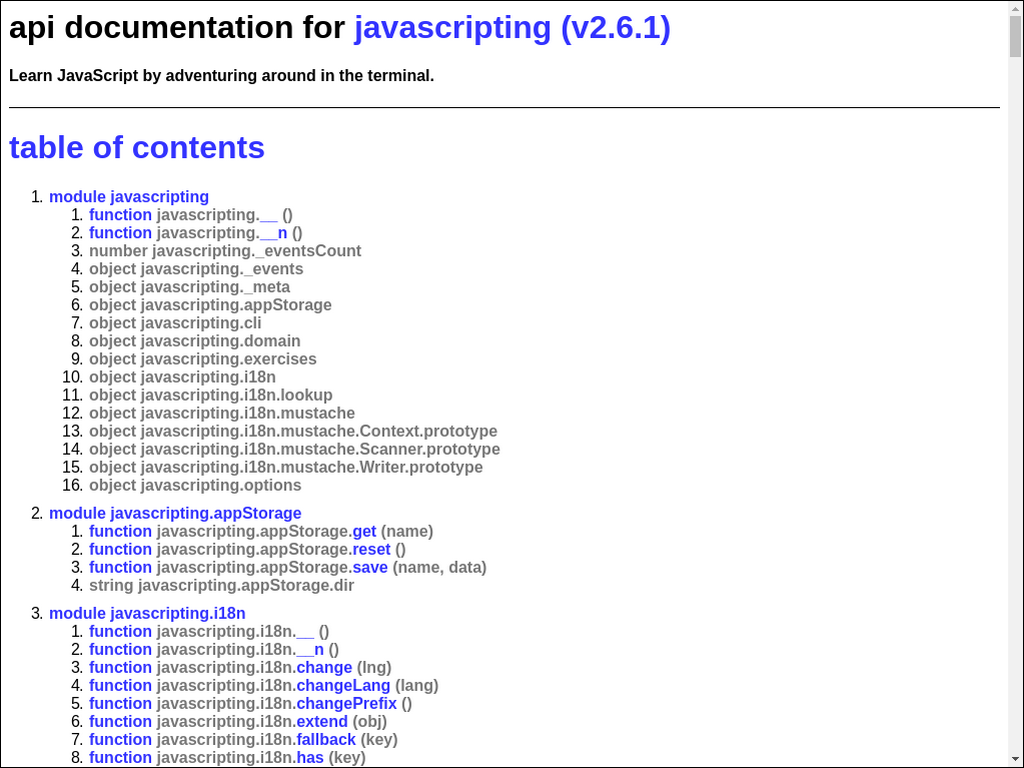 api documentation for javascripting (v2.6.1)
Learn JavaScript by adventuring around in the terminal.
table of contents
1. module javascripting
1. function javascripting.__ ()
2. function javascripting.__n ()
3. number javascripting._eventsCount
4. object javascripting._events
5. object javascripting._meta
6. object javascripting.appStorage
7. object javascripting.cli
8. object javascripting.domain
9. object javascripting.exercises
10. object javascripting.i18n
11. object javascripting.i18n.lookup
12. object javascripting.i18n.mustache
13. object javascripting.i18n.mustache.Context.prototype
14. object javascripting.i18n.mustache.Scanner.prototype
15. object javascripting.i18n.mustache.Writer.prototype
16. object javascripting.options
2. module javascripting.appStorage
1. function javascripting.appStorage.get (name)
2. function javascripting.appStorage.reset ()
3. function javascripting.appStorage.save (name, data)
4. string javascripting.appStorage.dir
3. module javascripting.i18n
1. function javascripting.i18n.__ ()
2. function javascripting.i18n.__n ()
3. function javascripting.i18n.change (lng)
4. function javascripting.i18n.changeLang (lang)
5. function javascripting.i18n.changePrefix ()
6. function javascripting.i18n.extend (obj)
7. function javascripting.i18n.fallback (key)
8. function javascripting.i18n.has (key)